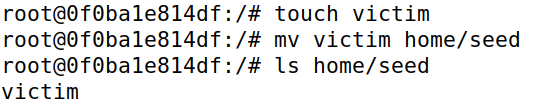 root@0f0ba1e814df:/# touch victim
root@0f0ba1e814df:/# mv victim home/seed
root@0f0ba1e814df:/# ls home/seed
victim